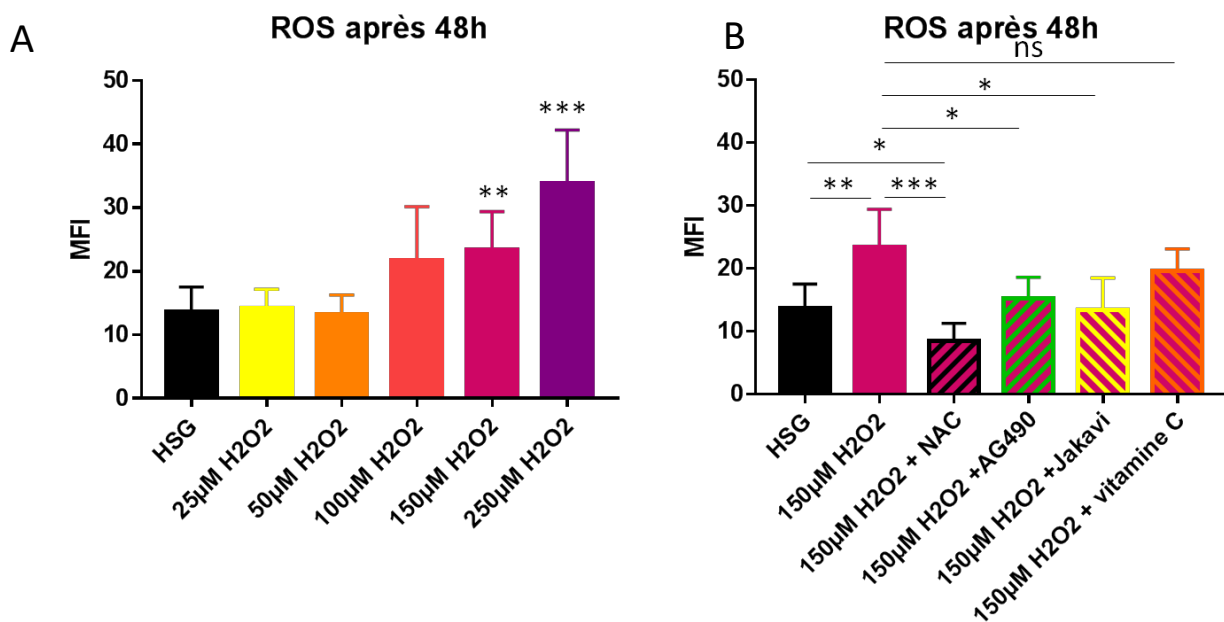 A
ROS après 48h
MFI
50
40
30
20
10
0
***
**
HSG
25µM H2O2
50µM H2O2
100µM H2O2
150µM H2O2
250µM H2O2
B
ROS après 48h
ns
*
*
*
**
***
MFI
50
40
30
20
10
0
HSG
150µM H2O2
150µM H2O2 + NAC
150µM H2O2 +AG490
150µM H2O2 +Jakavi
150µM H2O2 + vitamine C